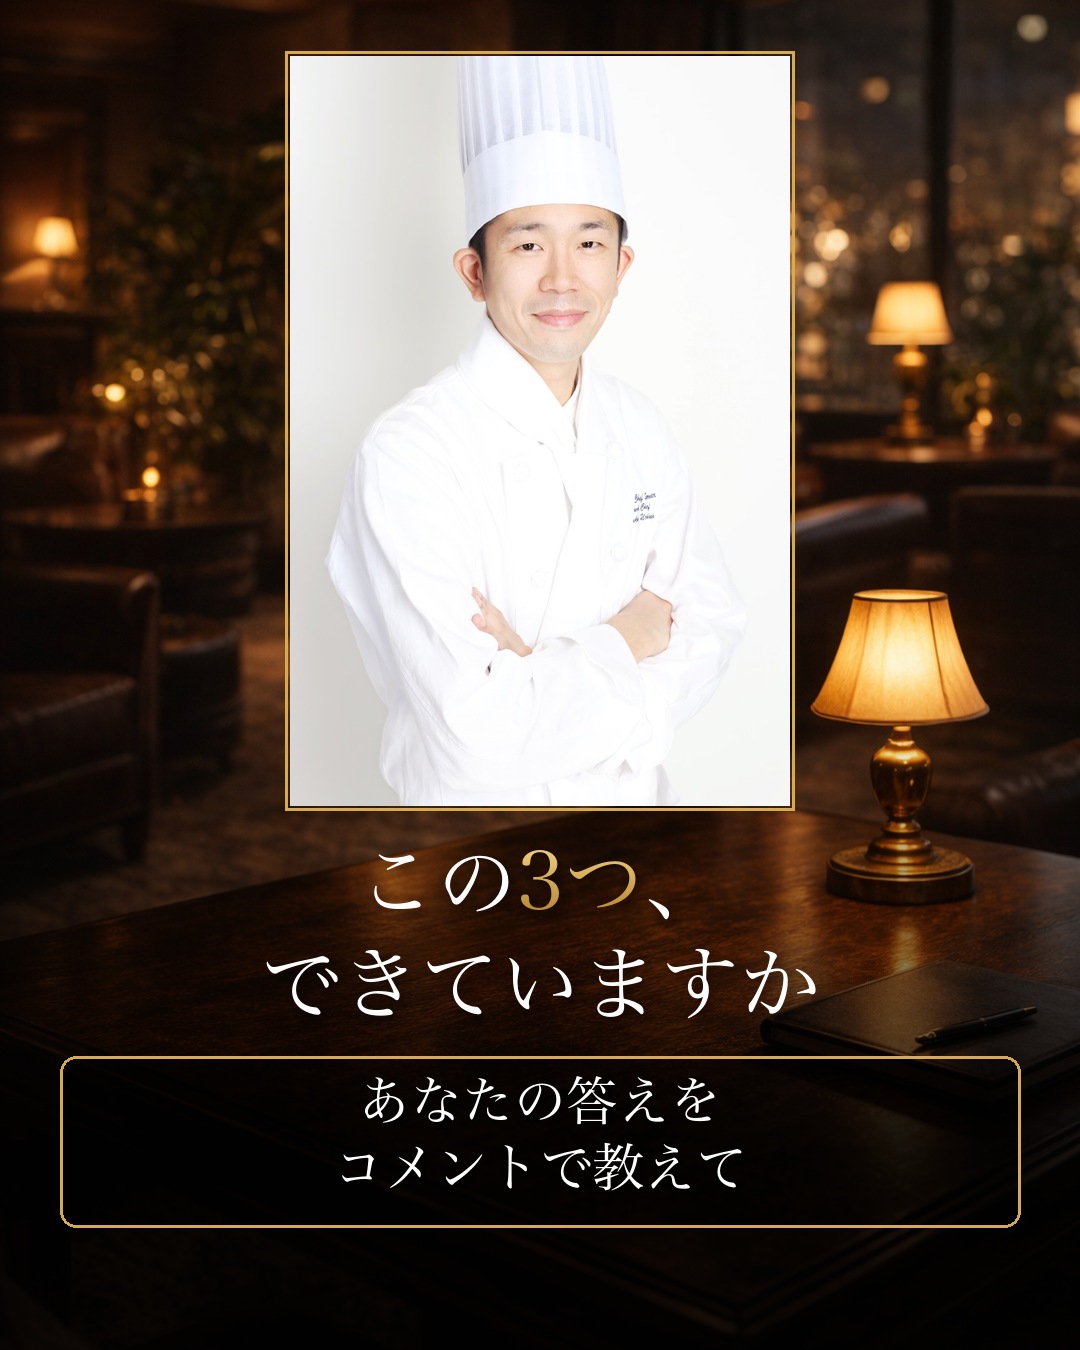 この3つ、
できていますか
あなたの答えを
コメントで教えて